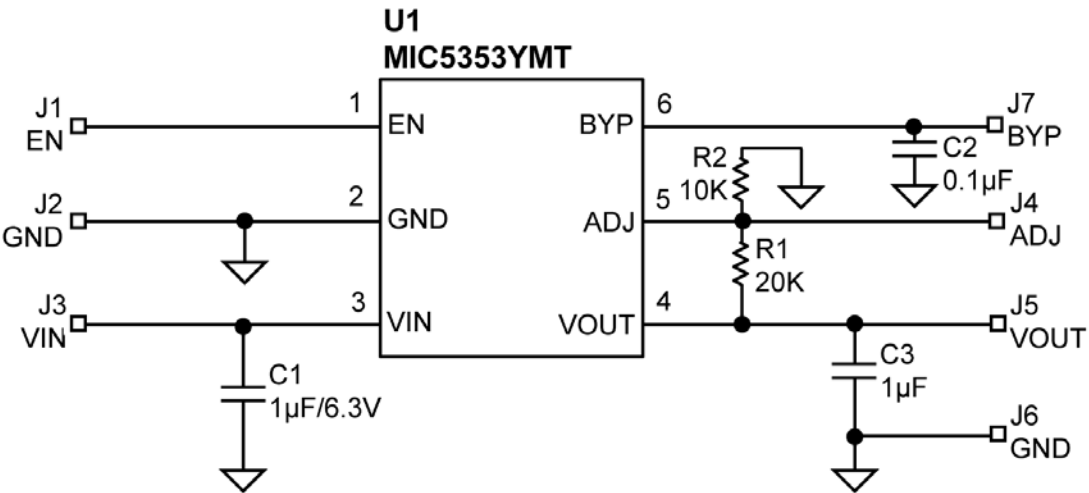 U1
MIC5353YMT
J1
EN
1
EN
BYP
6
J7
BYP
C2
0.1µF
R2
10K
J2
GND
2
GND
ADJ
5
J4
ADJ
R1
20K
J3
VIN
3
VIN
VOUT
4
J5
VOUT
C1
1µF/6.3V
C3
1µF
J6
GND